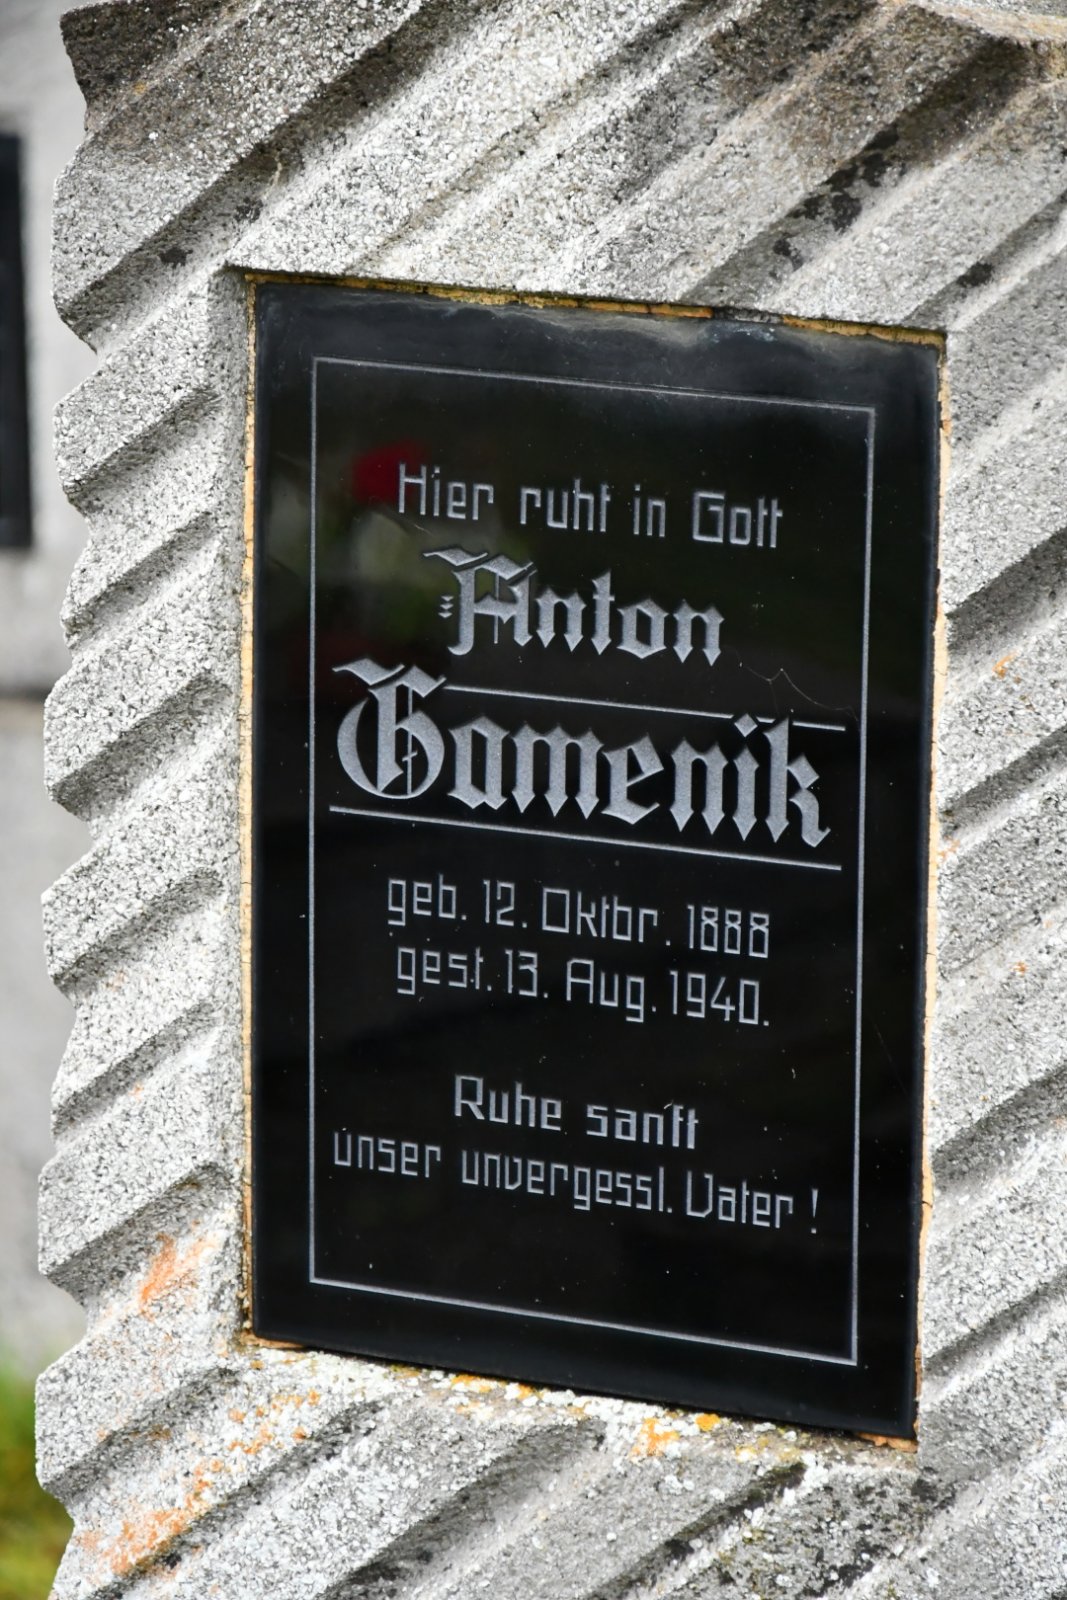 Hier ruht in Gott
Anton
Gamenik
geb. 12. Oktbr. 1888
gest. 13. Aug. 1940.
Ruhe sanft
unser unvergessl. Vater !